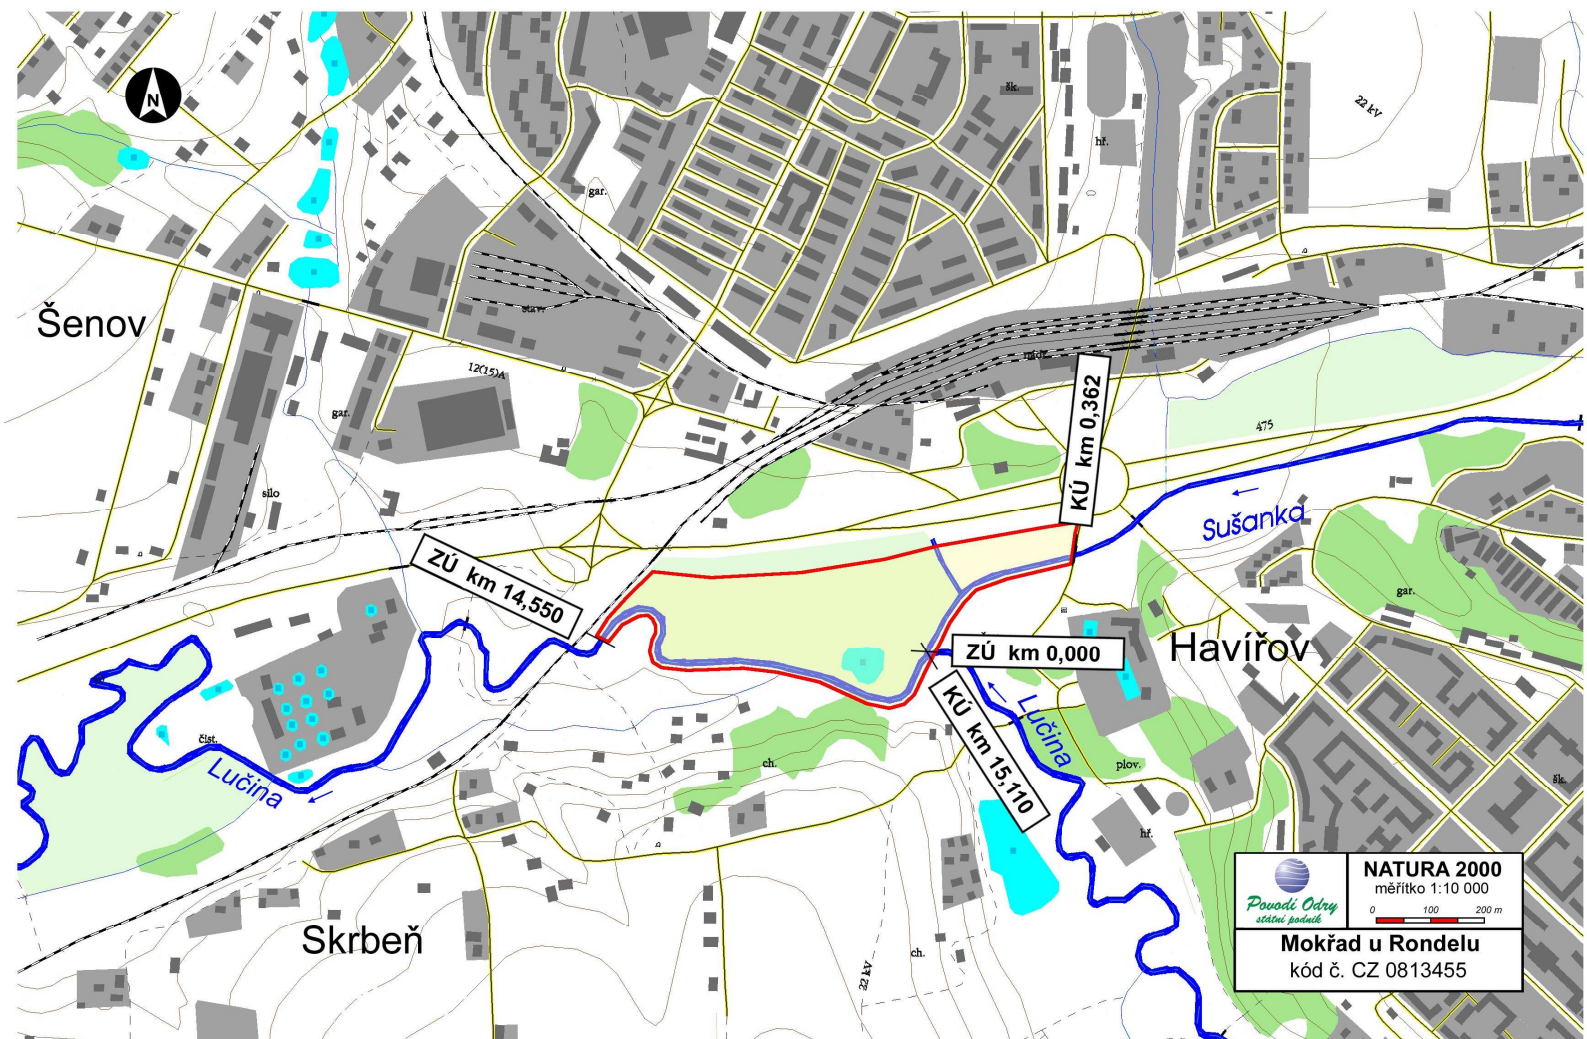 N
22 kV
šk.
hř.
gar.
Šenov
stav.
nádr.
12(15)A
gar.
KÚ km 0,362
475
silo
Sušanka
ZÚ km 14,550
gar.
ZÚ km 0,000
Havířov
KÚ km 15,110
Lučina
čist.
Lučina
ch.
plov.
šk.
hř.
Skrbeň
ch.
22 kV
Povodí Odry
státní podnik
NATURA 2000
měřítko 1:10 000
0 100 200 m
Mokřad u Rondelu
kód č. CZ 0813455